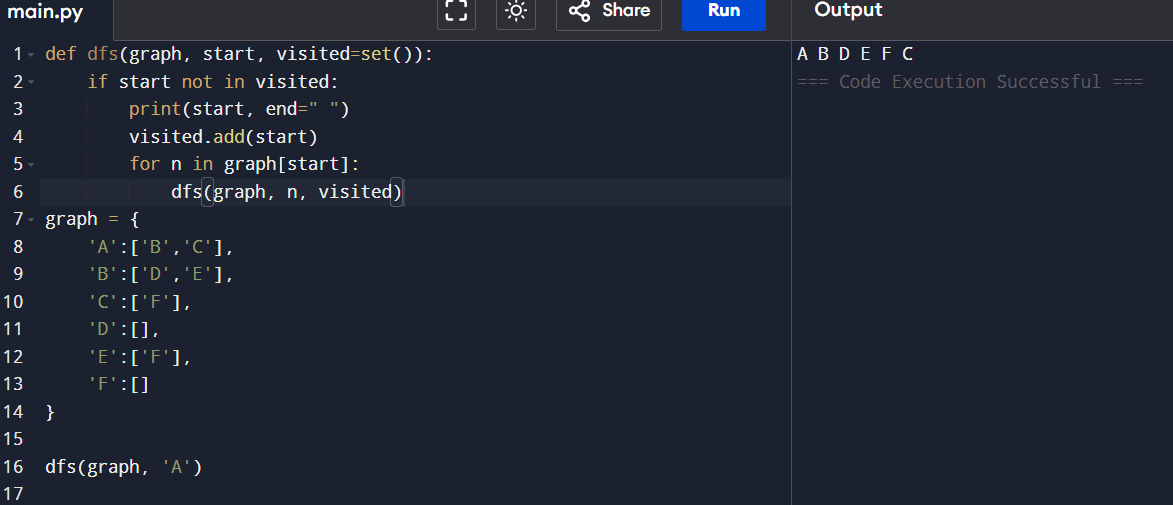 main.py Share Run Output
1 def dfs(graph, start, visited=set()):
2     if start not in visited:
3         print(start, end=" ")
4         visited.add(start)
5         for n in graph[start]:
6             dfs(graph, n, visited)
7 graph = {
8     'A':['B','C'],
9     'B':['D','E'],
10     'C':['F'],
11     'D':[],
12     'E':['F'],
13     'F':[]
14 }
15
16 dfs(graph, 'A')
17
A B D E F C
=== Code Execution Successful ===